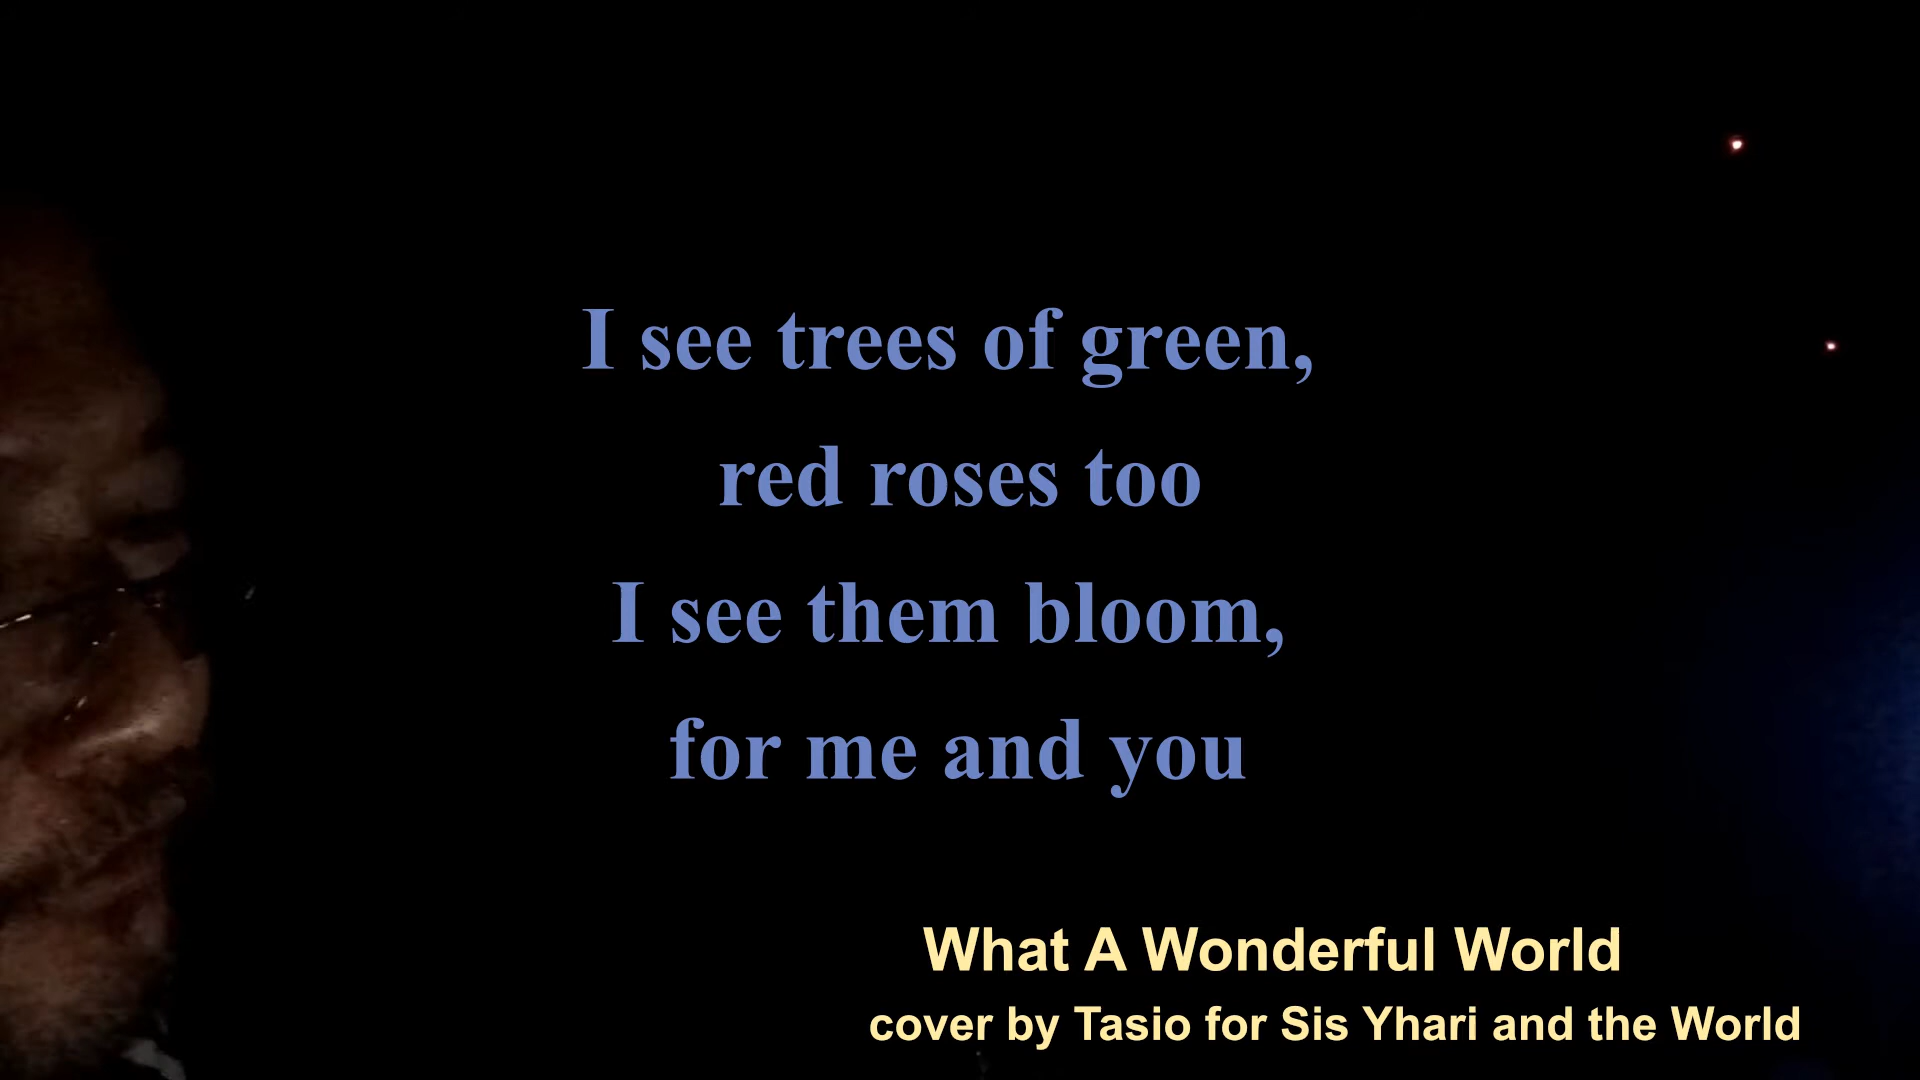 I see trees of green,
red roses too
I see them bloom,
for me and you
What A Wonderful World
cover by Tasio for Sis Yhari and the World